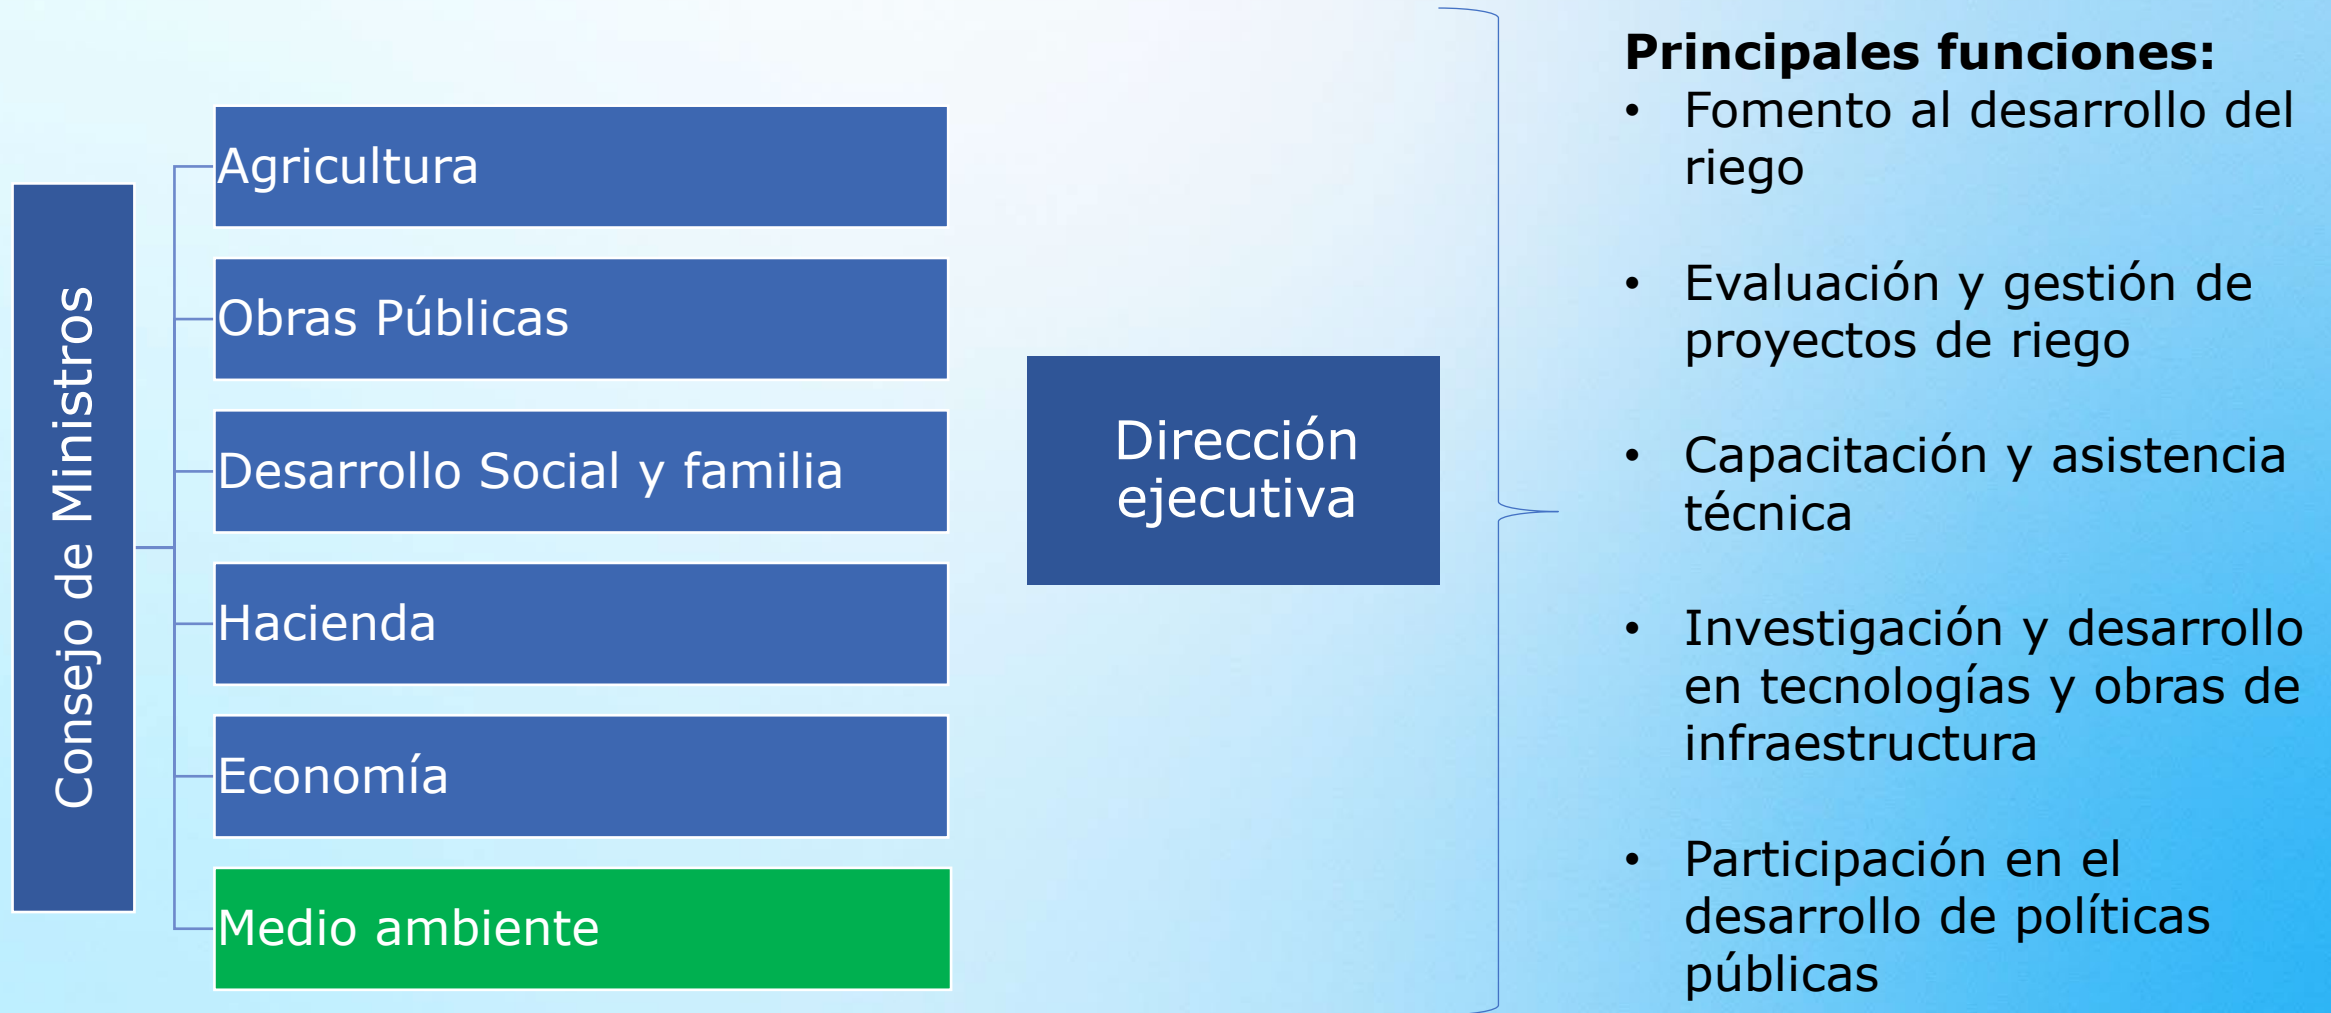 Consejo de Ministros
Agricultura
Obras Públicas
Desarrollo Social y familia
Hacienda
Economía
Medio ambiente
Dirección
ejecutiva
Principales funciones:
• Fomento al desarrollo del
riego
• Evaluación y gestión de
proyectos de riego
• Capacitación y asistencia
técnica
• Investigación y desarrollo
en tecnologías y obras de
infraestructura
• Participación en el
desarrollo de políticas
públicas